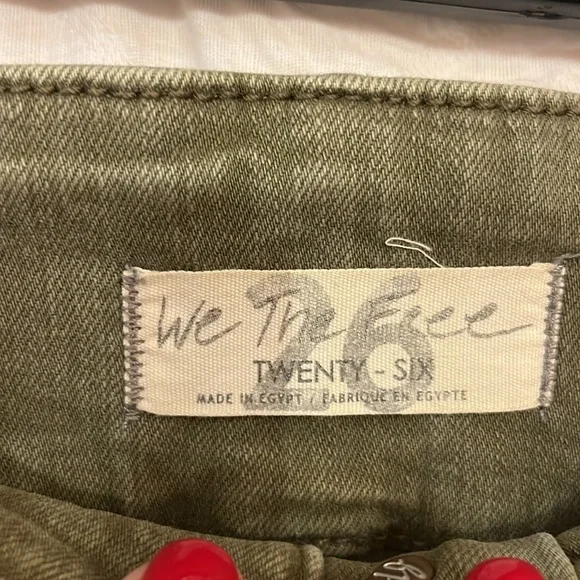 We The Free
26
TWENTY - SIX
MADE IN EGYPT / FABRIQUE EN EGYPTE